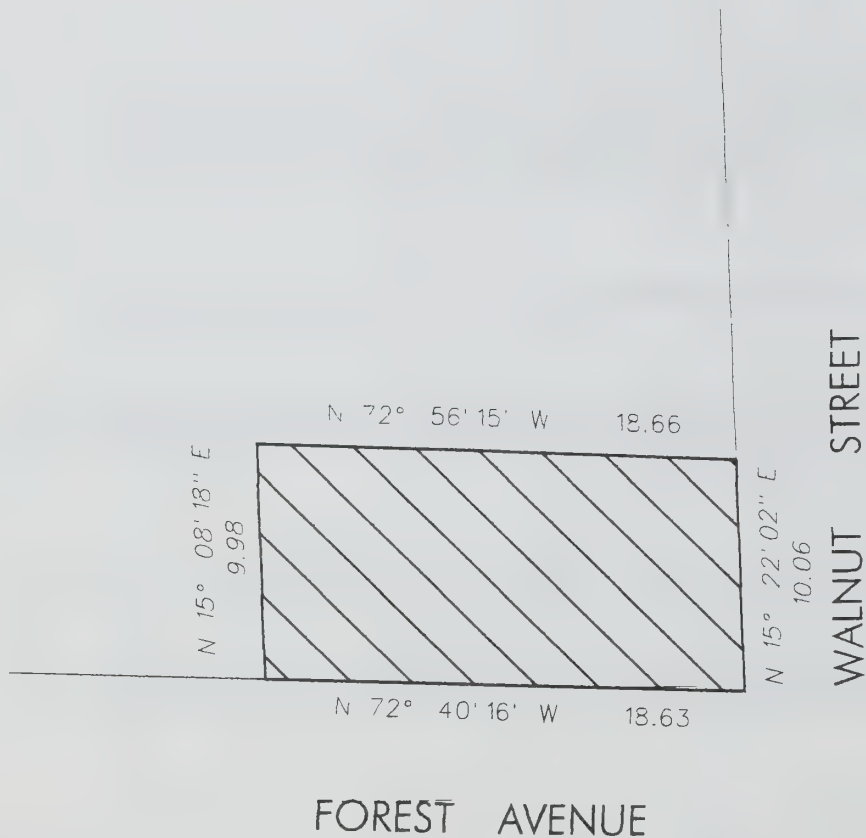 N 72° 56' 15' W 18.66
N 15° 08' 18" E
9.98
N 15° 22' 02" E
10.06
WALNUT STREET
N 72° 40' 16' W 18.63
FOREST AVENUE